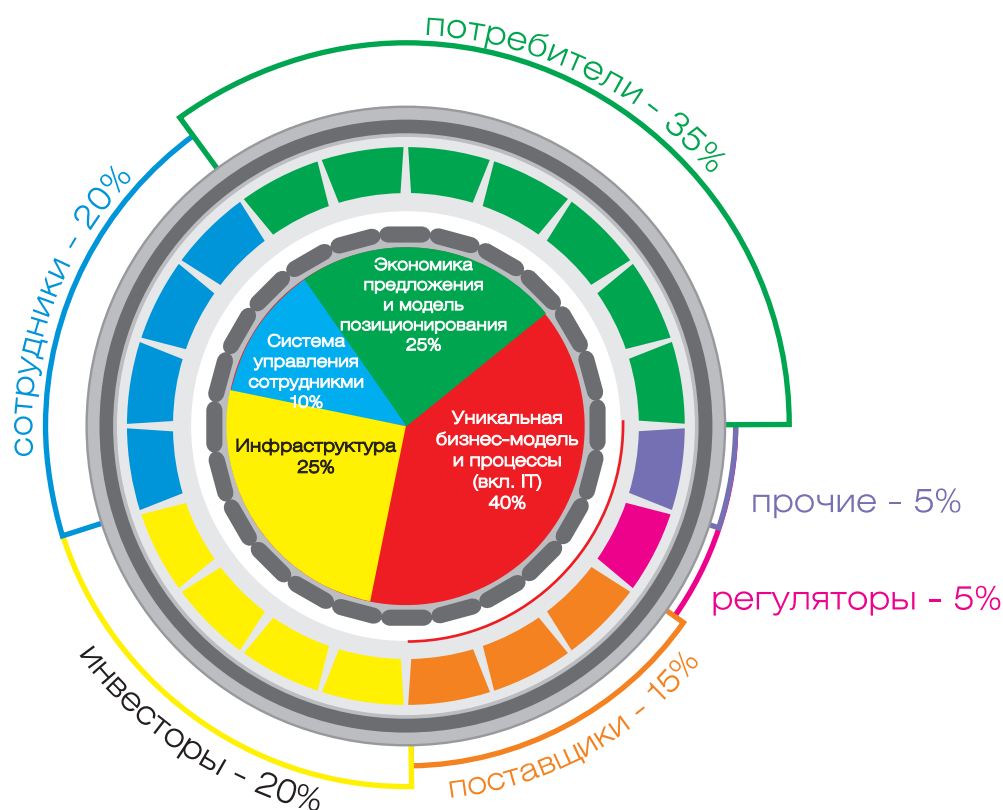 потребители - 35%
сотрудники - 20%
Экономика
предложения
и модель
позиционирования
25%
Система
управления
сотрудникми
10%
Уникальная
бизнес-модель
и процессы
(вкл. IT)
40%
Инфраструктура
25%
прочие - 5%
регуляторы - 5%
поставщики - 15%
инвесторы - 20%